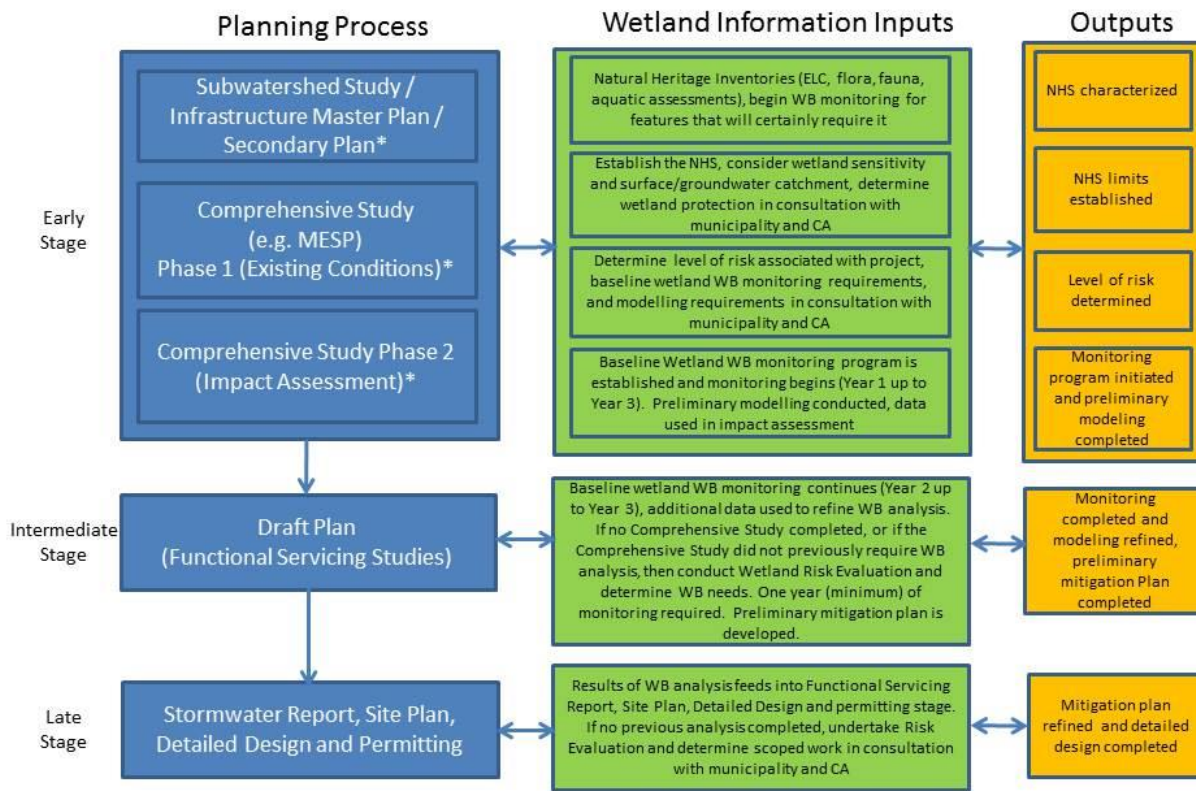 Planning Process
Wetland Information Inputs
Outputs
Early
Stage
Subwatershed Study /
Infrastructure Master Plan /
Secondary Plan*
Comprehensive Study
(e.g. MESP)
Phase 1 (Existing Conditions)*
Comprehensive Study Phase 2
(Impact Assessment)*
Natural Heritage Inventories (ELC, flora, fauna,
aquatic assessments), begin WB monitoring for
features that will certainly require it
Establish the NHS, consider wetland sensitivity
and surface/groundwater catchment, determine
wetland protection in consultation with
municipality and CA
Determine level of risk associated with project,
baseline wetland WB monitoring requirements,
and modelling requirements in consultation with
municipality and CA
Baseline Wetland WB monitoring program is
established and monitoring begins (Year 1 up to
Year 3). Preliminary modelling conducted, data
used in impact assessment
NHS characterized
NHS limits
established
Level of risk
determined
Monitoring
program initiated
and preliminary
modeling
completed
Intermediate
Stage
Draft Plan
(Functional Servicing Studies)
Baseline wetland WB monitoring continues (Year 2 up
to Year 3), additional data used to refine WB analysis.
If no Comprehensive Study completed, or if the
Comprehensive Study did not previously require WB
analysis, then conduct Wetland Risk Evaluation and
determine WB needs. One year (minimum) of
monitoring required. Preliminary mitigation plan is
developed.
Monitoring
completed and
modeling refined,
preliminary
mitigation Plan
completed
Late
Stage
Stormwater Report, Site Plan,
Detailed Design and Permitting
Results of WB analysis feeds into Functional Servicing
Report, Site Plan, Detailed Design and permitting stage.
If no previous analysis completed, undertake Risk
Evaluation and determine scoped work in consultation
with municipality and CA
Mitigation plan
refined and detailed
design completed